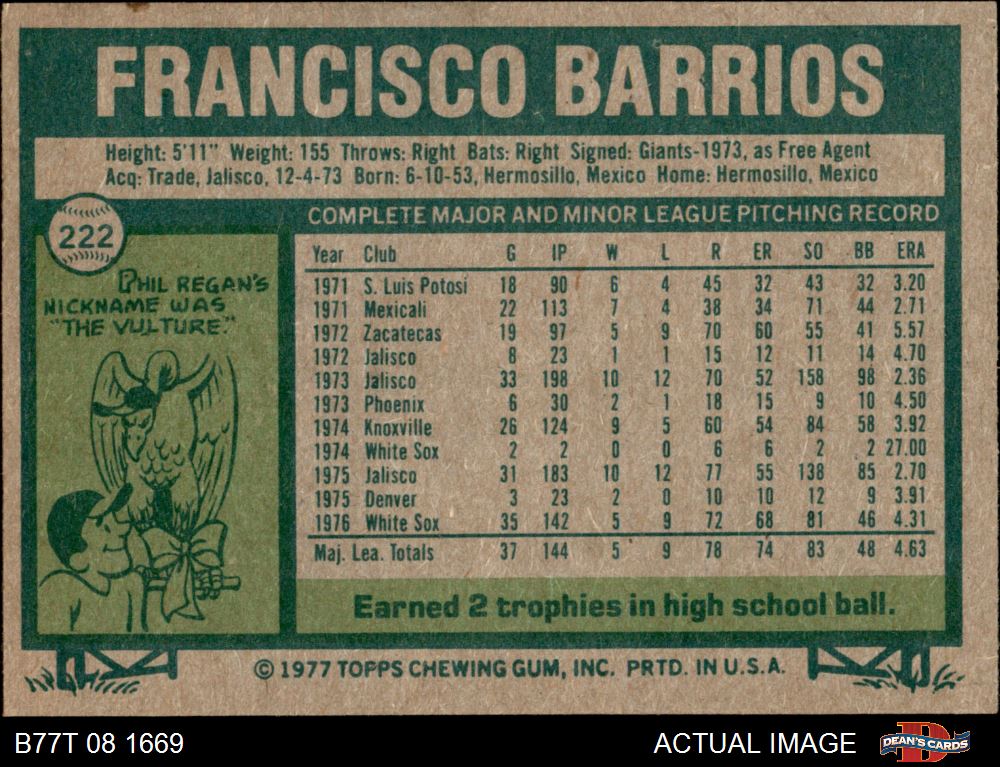 FRANCISCO BARRIOS
Height: 5'11" Weight: 155 Throws: Right Bats: Right Signed: Giants-1973, as Free Agent
Acq: Trade, Jalisco, 12-4-73 Born: 6-10-53, Hermosillo, Mexico Home: Hermosillo, Mexico
222
PHIL REGAN'S
NICKNAME WAS
"THE VULTURE."
COMPLETE MAJOR AND MINOR LEAGUE PITCHING RECORD
Year Club G IP W L R ER SO BB ERA
1971 S. Luis Potosi 18 90 6 4 45 32 43 32 3.20
1971 Mexicali 22 113 7 4 38 34 71 44 2.71
1972 Zacatecas 19 97 5 9 70 60 55 41 5.57
1972 Jalisco 8 23 1 1 15 12 11 14 4.70
1973 Jalisco 33 198 10 12 70 52 158 98 2.36
1973 Phoenix 6 30 2 1 18 15 9 10 4.50
1974 Knoxville 26 124 9 5 60 54 84 58 3.92
1974 White Sox 2 2 0 0 6 6 2 2 27.00
1975 Jalisco 31 183 10 12 77 55 138 85 2.70
1975 Denver 3 23 2 0 10 10 12 9 3.91
1976 White Sox 35 142 5 9 72 68 81 46 4.31
Maj. Lea. Totals 37 144 5 9 78 74 83 48 4.63
Earned 2 trophies in high school ball.
© 1977 TOPPS CHEWING GUM, INC. PRTD. IN U.S.A.
B77T 08 1669
ACTUAL IMAGE
D
DEAN'S CARDS